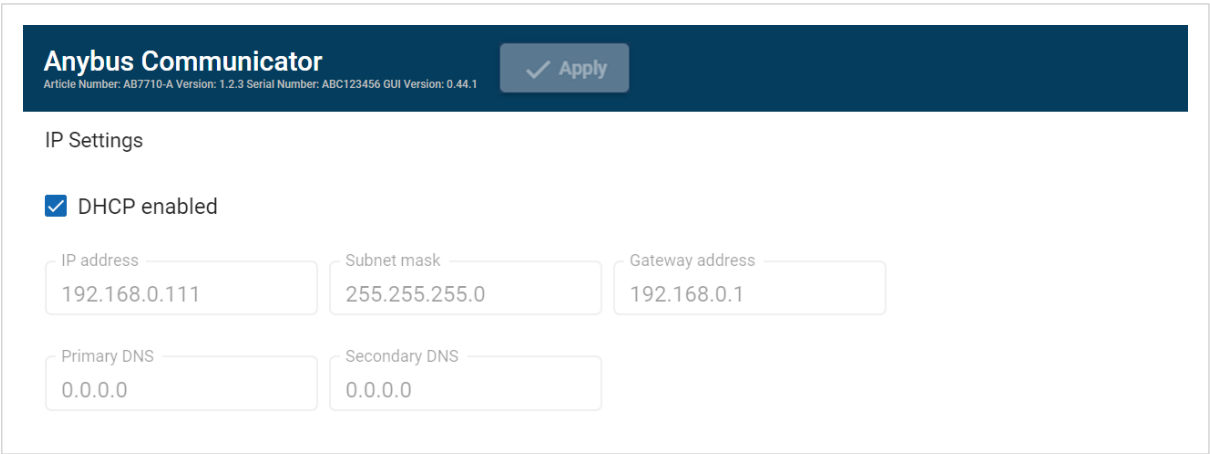 Anybus Communicator
Article Number: AB7710-A Version: 1.2.3 Serial Number: ABC123456 GUI Version: 0.44.1
Apply
IP Settings
DHCP enabled
IP address Subnet mask Gateway address
192.168.0.111 255.255.255.0 192.168.0.1
Primary DNS Secondary DNS
0.0.0.0 0.0.0.0